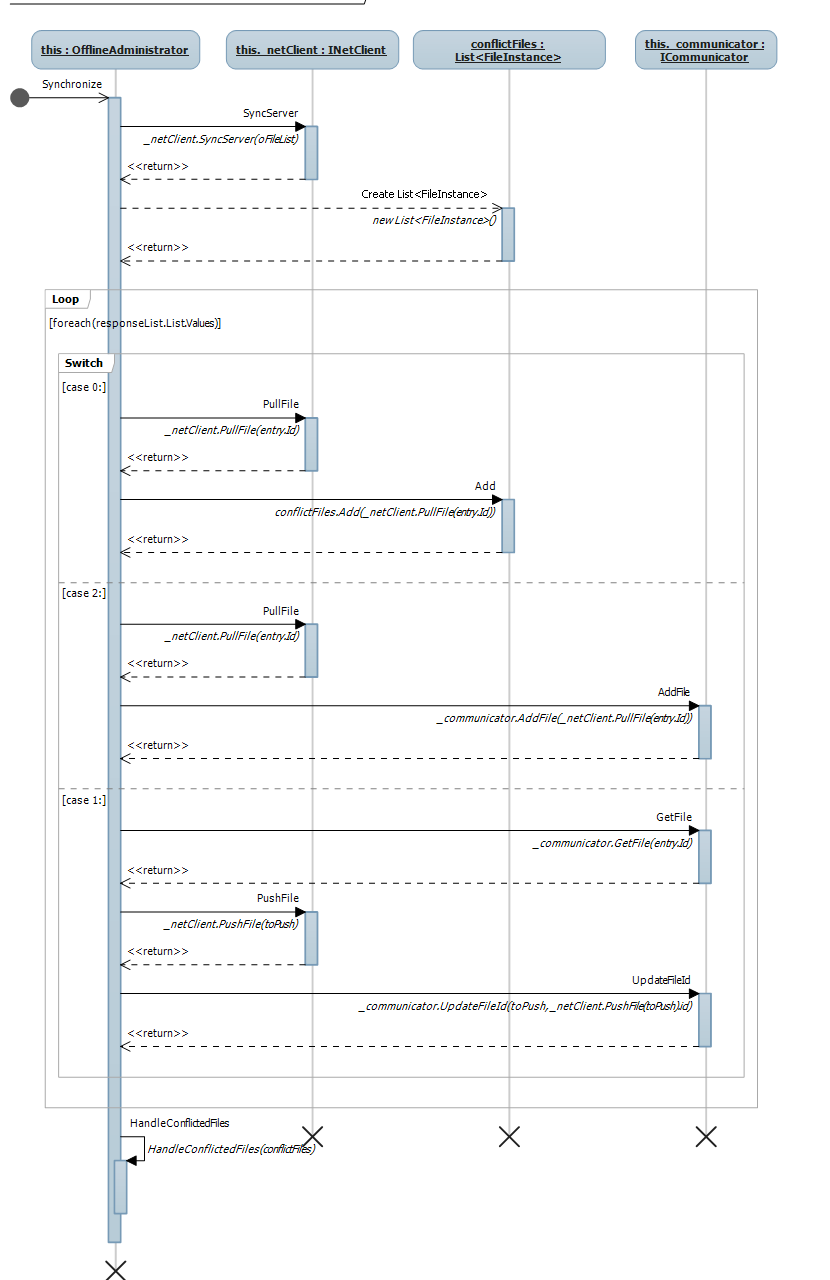 this : OfflineAdministrator
this._netClient : INetClient
conflictFiles :
List<FileInstance>
this._communicator :
ICommunicator
Synchronize
SyncServer
_netClient.SyncServer(oFileList)
<<return>>
Create List<FileInstance>
new List<FileInstance>()
<<return>>
Loop
[foreach(responseList.List.Values)]
Switch
[case 0:]
PullFile
_netClient.PullFile(entry.Id)
<<return>>
Add
conflictFiles.Add(_netClient.PullFile(entry.Id))
<<return>>
[case 2:]
PullFile
_netClient.PullFile(entry.Id)
<<return>>
AddFile
_communicator.AddFile(_netClient.PullFile(entry.Id))
<<return>>
[case 1:]
GetFile
_communicator.GetFile(entry.Id)
<<return>>
PushFile
_netClient.PushFile(toPush)
<<return>>
UpdateFileId
_communicator.UpdateFileId(toPush,_netClient.PushFile(toPush).id)
<<return>>
HandleConflictedFiles
HandleConflictedFiles(conflictFiles)